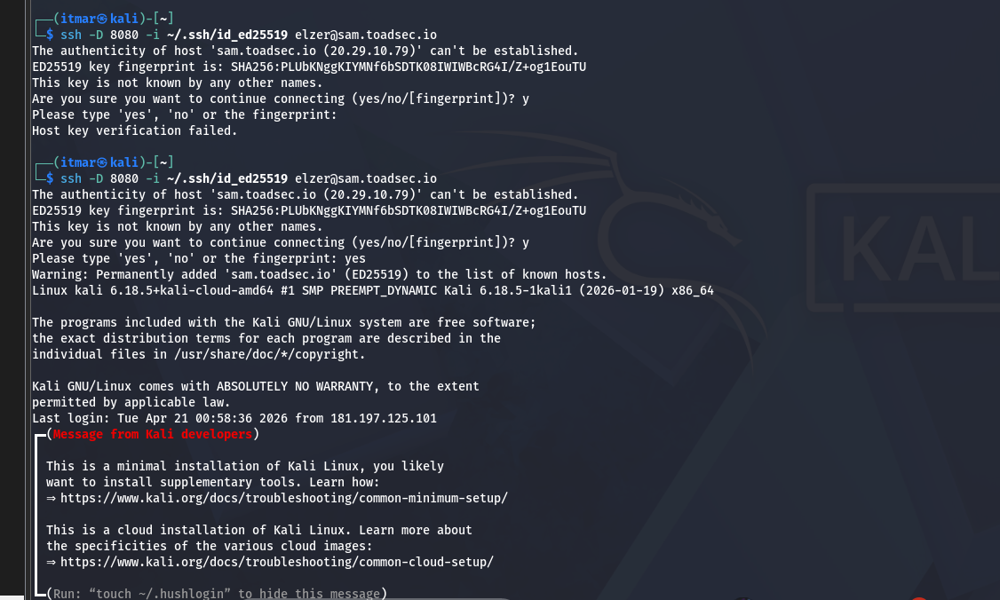 ┌──(itmar㉿kali)-[~]
└─$ ssh -D 8080 -i ~/.ssh/id_ed25519 elzer@sam.toadsec.io
The authenticity of host 'sam.toadsec.io (20.29.10.79)' can't be established.
ED25519 key fingerprint is: SHA256:PLUbKNggKIYMNf6bSDTK08IWIWBcRG4I/Z+og1EouTU
This key is not known by any other names.
Are you sure you want to continue connecting (yes/no/[fingerprint])? y
Please type 'yes', 'no' or the fingerprint:
Host key verification failed.
┌──(itmar㉿kali)-[~]
└─$ ssh -D 8080 -i ~/.ssh/id_ed25519 elzer@sam.toadsec.io
The authenticity of host 'sam.toadsec.io (20.29.10.79)' can't be established.
ED25519 key fingerprint is: SHA256:PLUbKNggKIYMNf6bSDTK08IWIWBcRG4I/Z+og1EouTU
This key is not known by any other names.
Are you sure you want to continue connecting (yes/no/[fingerprint])? y
Please type 'yes', 'no' or the fingerprint: yes
Warning: Permanently added 'sam.toadsec.io' (ED25519) to the list of known hosts.
Linux kali 6.18.5+kali-cloud-amd64 #1 SMP PREEMPT_DYNAMIC Kali 6.18.5-1kali1 (2026-01-19) x86_64
The programs included with the Kali GNU/Linux system are free software;
the exact distribution terms for each program are described in the
individual files in /usr/share/doc/*/copyright.
Kali GNU/Linux comes with ABSOLUTELY NO WARRANTY, to the extent
permitted by applicable law.
Last login: Tue Apr 21 00:58:36 2026 from 181.197.125.101
┏━(Message from Kali developers)
This is a minimal installation of Kali Linux, you likely
want to install supplementary tools. Learn how:
⇒ https://www.kali.org/docs/troubleshooting/common-minimum-setup/
This is a cloud installation of Kali Linux. Learn more about
the specificities of the various cloud images:
⇒ https://www.kali.org/docs/troubleshooting/common-cloud-setup/
┗━(Run: “touch ~/.hushlogin” to hide this message)
KAL